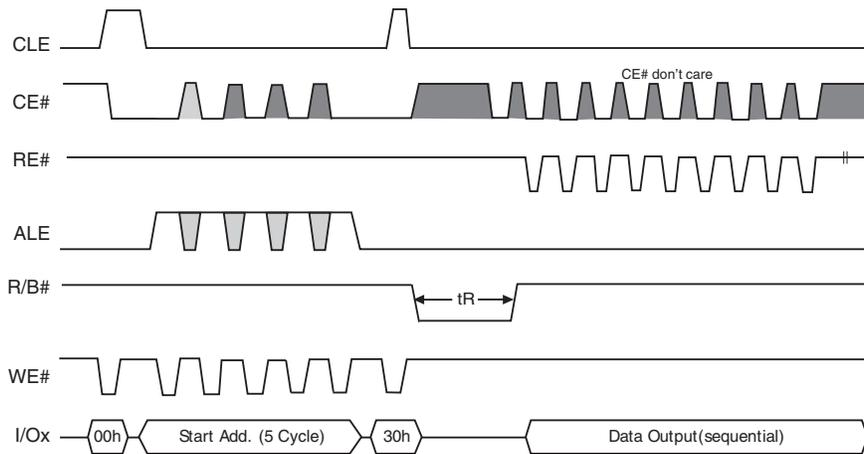 CLE
CE# don't care
CE#
RE#
ALE
R/B#
tR
WE#
I/Ox 00h Start Add. (5 Cycle) 30h Data Output(sequential)